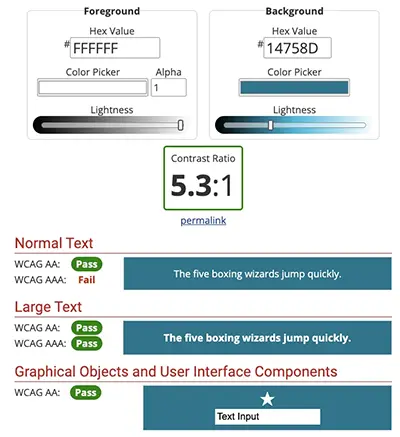 Foreground
Hex Value
# FFFFFF
Color Picker Alpha
1
Lightness
Background
Hex Value
# 14758D
Color Picker
Lightness
Contrast Ratio
5.3:1
permalink
Normal Text
WCAG AA: Pass
WCAG AAA: Fail
The five boxing wizards jump quickly.
Large Text
WCAG AA: Pass
WCAG AAA: Pass
The five boxing wizards jump quickly.
Graphical Objects and User Interface Components
WCAG AA: Pass
Text Input